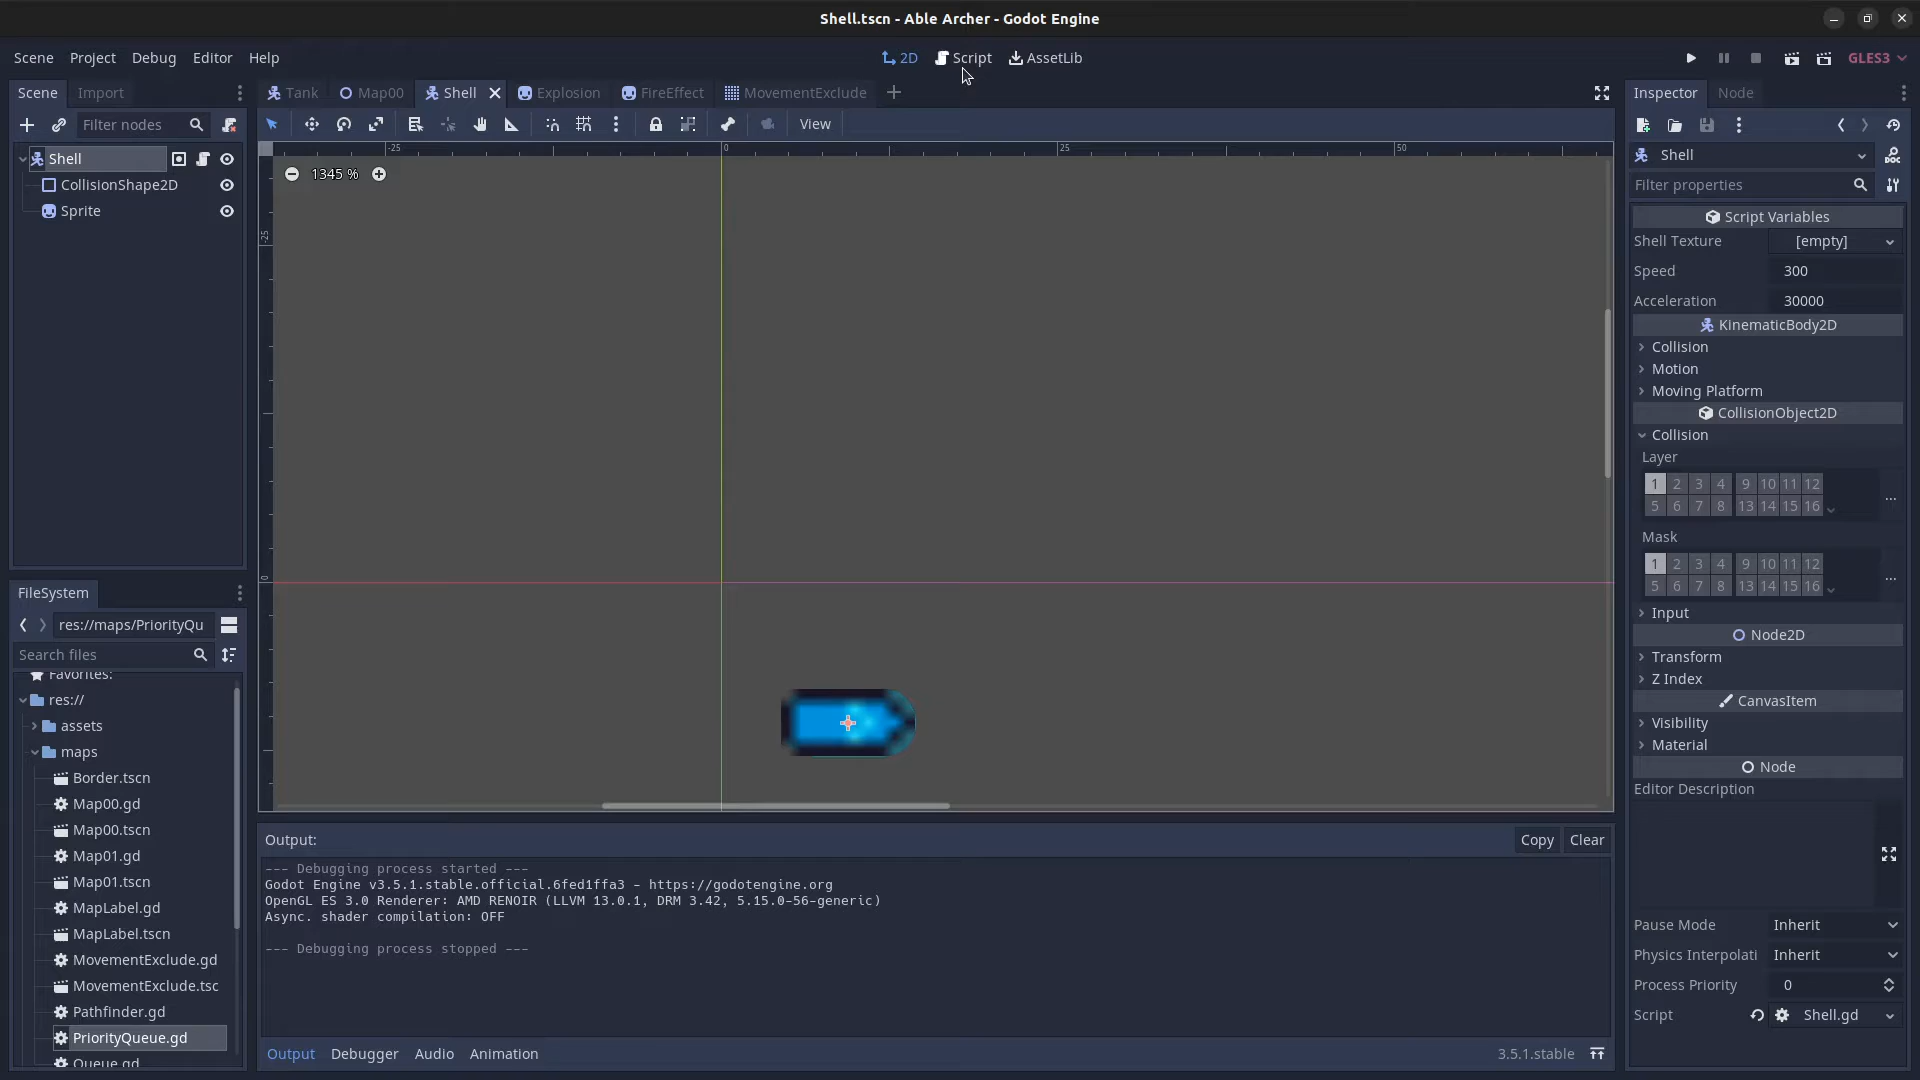 Shell.tscn - Able Archer - Godot Engine
Scene Project Debug Editor Help
2D Script AssetLib
GLES3
Scene Import
Tank Map00 Shell Explosion FireEffect MovementExclude
Inspector Node
Filter nodes
View
Shell
CollisionShape2D
Sprite
-25 0 25 50
1345 %
-25
0
Shell
Filter properties
Script Variables
Shell Texture [empty]
Speed 300
Acceleration 30000
KinematicBody2D
Collision
Motion
Moving Platform
CollisionObject2D
Collision
Layer
1 2 3 4 9 10 11 12
5 6 7 8 13 14 15 16
Mask
1 2 3 4 9 10 11 12
5 6 7 8 13 14 15 16
Input
Node2D
Transform
Z Index
CanvasItem
Visibility
Material
Node
Editor Description
Pause Mode Inherit
Physics Interpolati Inherit
Process Priority 0
Script Shell.gd
FileSystem
res://maps/PriorityQu
Search files
Favorites:
res://
assets
maps
Border.tscn
Map00.gd
Map00.tscn
Map01.gd
Map01.tscn
MapLabel.gd
MapLabel.tscn
MovementExclude.gd
MovementExclude.tsc
Pathfinder.gd
PriorityQueue.gd
Queue.gd
Output:
Copy Clear
--- Debugging process started ---
Godot Engine v3.5.1.stable.official.6fed1ffa3 - https://godotengine.org
OpenGL ES 3.0 Renderer: AMD RENOIR (LLVM 13.0.1, DRM 3.42, 5.15.0-56-generic)
Async. shader compilation: OFF
--- Debugging process stopped ---
Output Debugger Audio Animation
3.5.1.stable